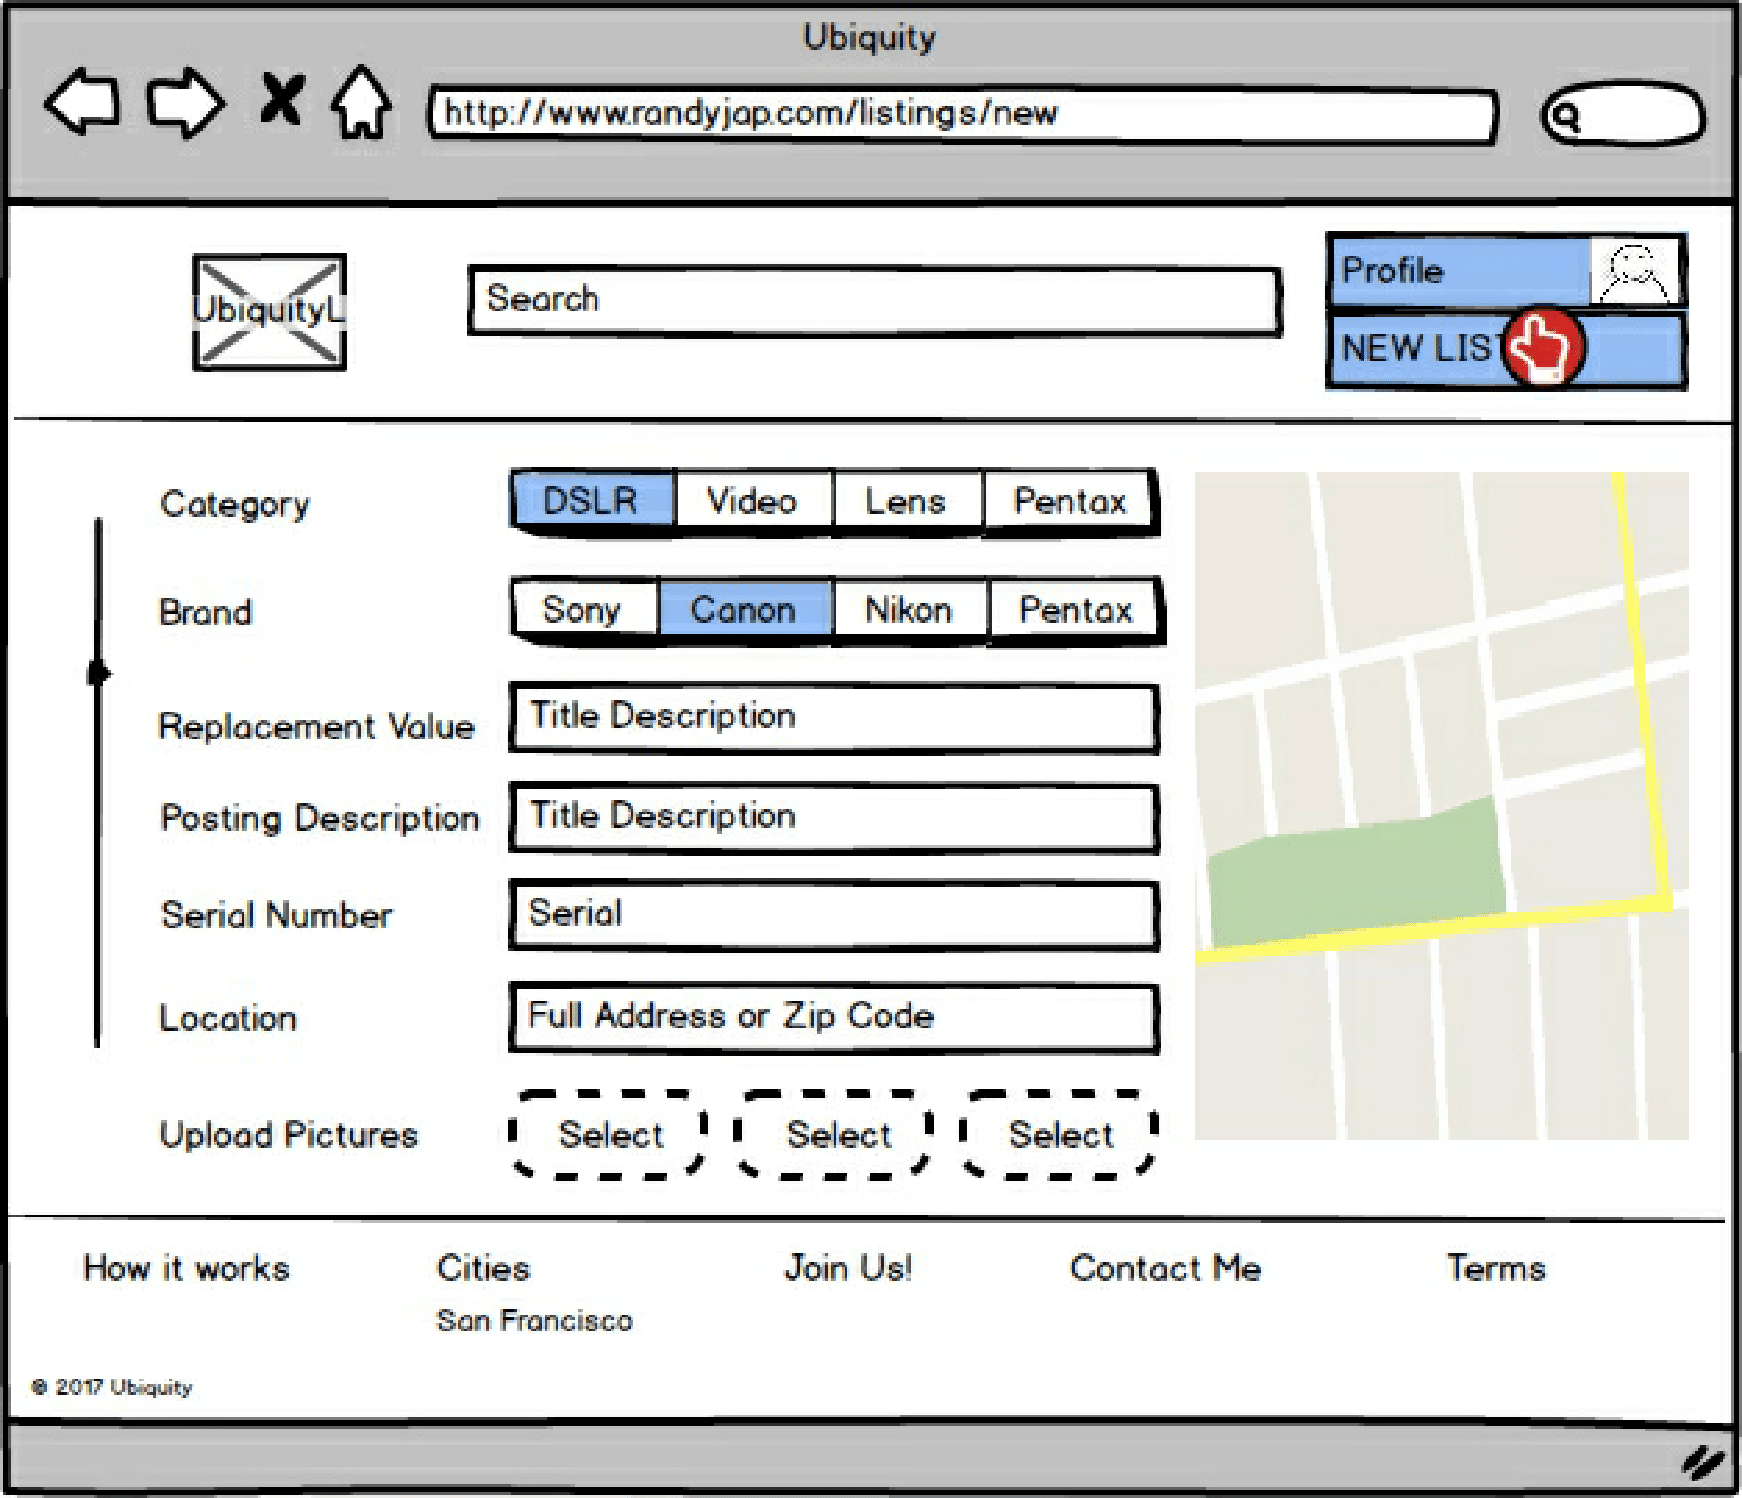 Ubiquity
http://www.randyjap.com/listings/new
UbiquityL
Search
Profile
NEW LIS
Category
DSLR Video Lens Pentax
Brand
Sony Canon Nikon Pentax
Replacement Value
Title Description
Posting Description
Title Description
Serial Number
Serial
Location
Full Address or Zip Code
Upload Pictures
Select Select Select
How it works
Cities
Join Us!
Contact Me
Terms
San Francisco
© 2017 Ubiquity